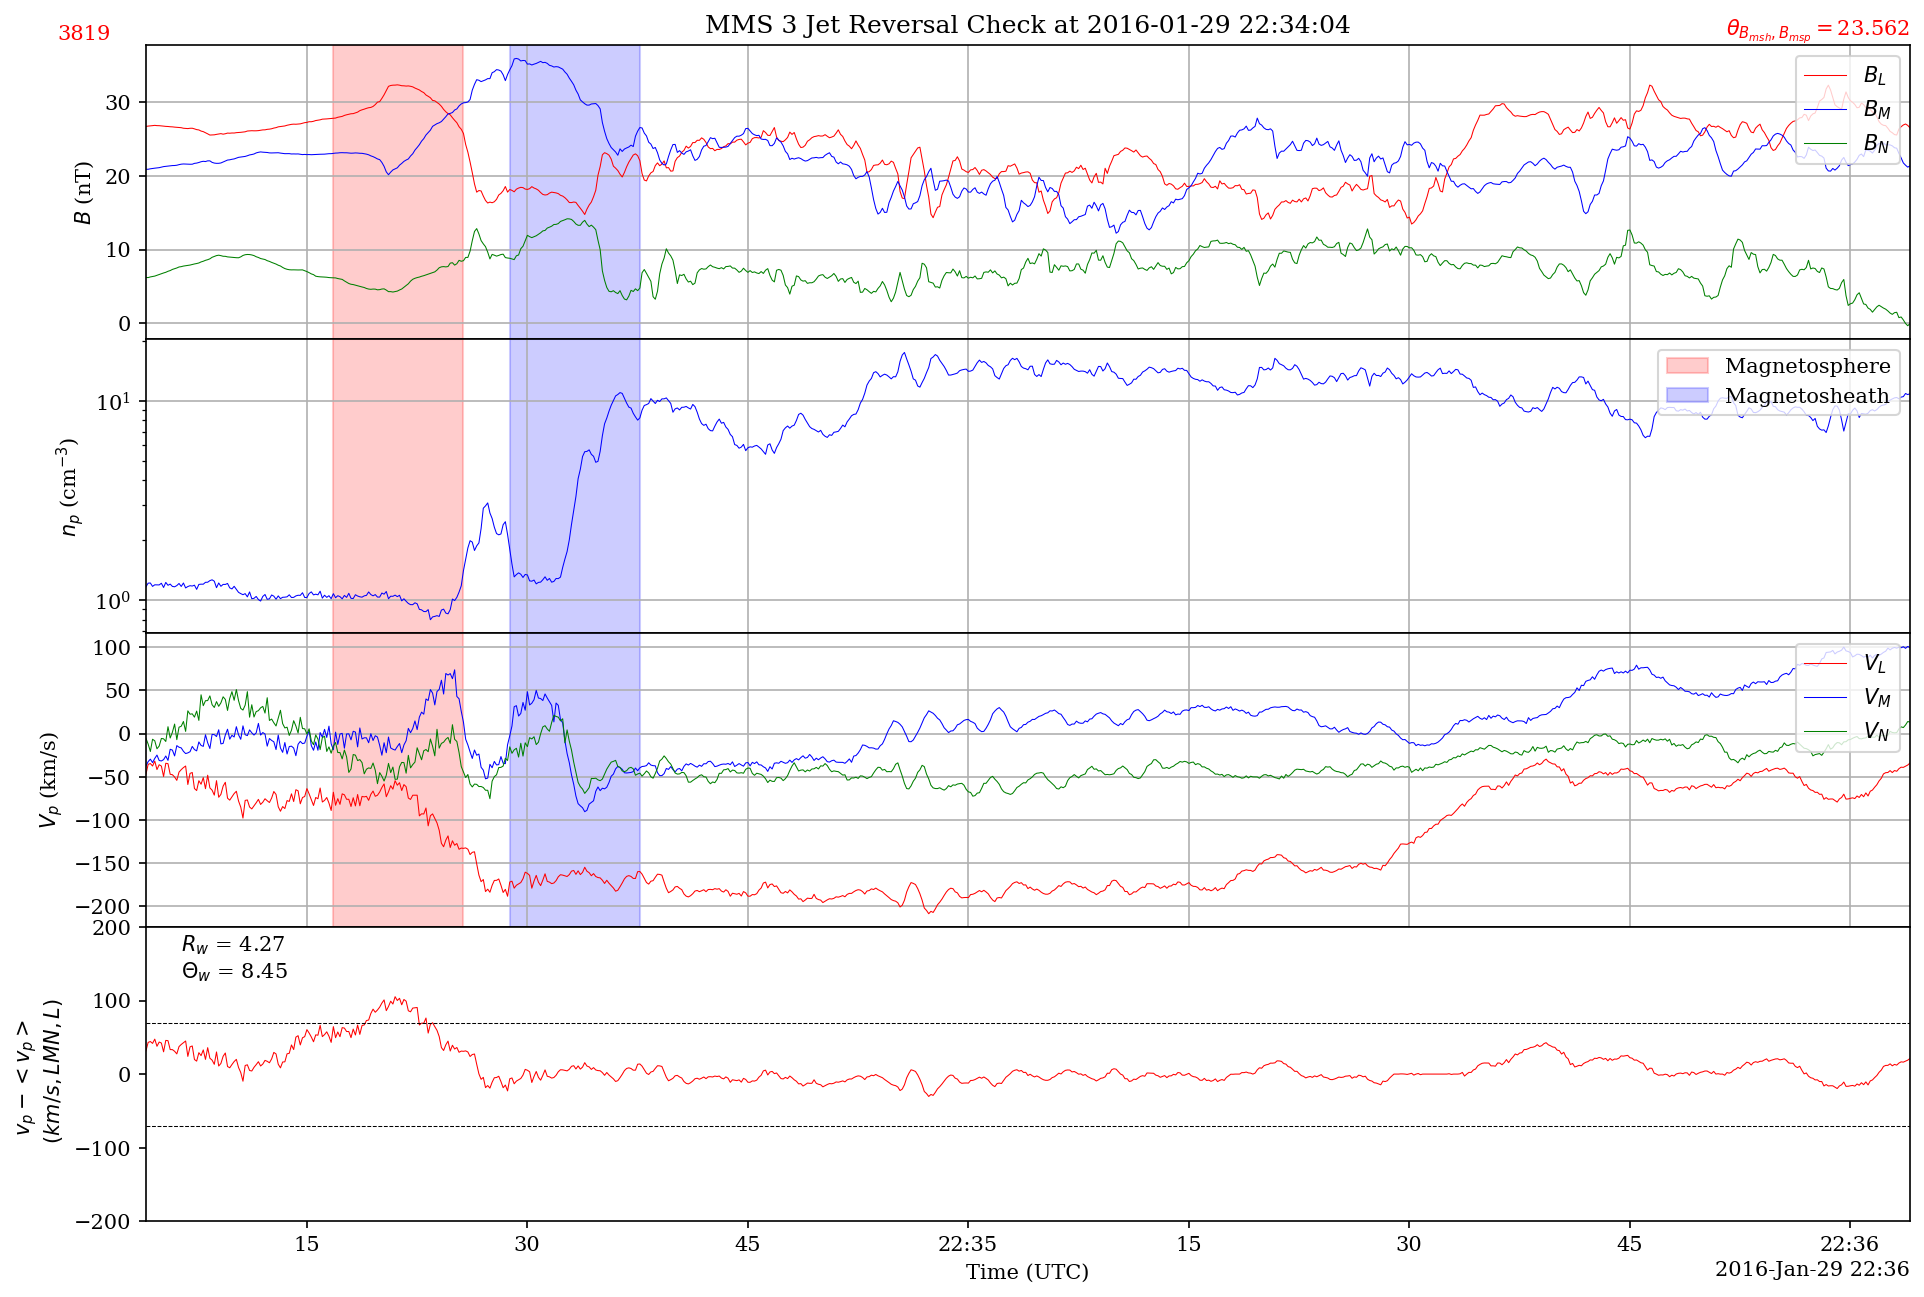 3819
MMS 3 Jet Reversal Check at 2016-01-29 22:34:04
θ_{B_{msh}, B_{msp}} = 23.562
30
20
10
0
B (nT)
B_L
B_M
B_N
10^1
10^0
n_p (cm^{−3})
Magnetosphere
Magnetosheath
100
50
0
−50
−100
−150
−200
V_p (km/s)
V_L
V_M
V_N
200
100
0
−100
−200
v_p − < v_p >
(km/s, LMN, L)
R_w = 4.27
Θ_w = 8.45
15 30 45 22:35 15 30 45 22:36
Time (UTC)
2016-Jan-29 22:36